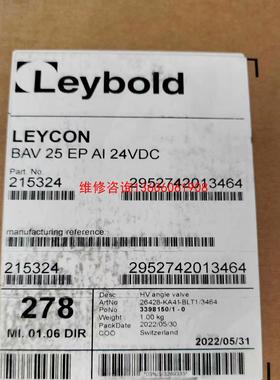 Leybold
LEYCON
BAV 25 EP AI 24VDC
Part. No
215324 2952742013464
维修咨询
manufacturing reference:
215324 2952742013464
278
MI. 01.06 DIR
Desc HV angle valve
ArtNo 26428-KA41-BLT1/3464
PoNo 3398150/1 - 0
Weight 1.00 kg
PackDate 2022/05/30
COO Switzerland
2022/05/31